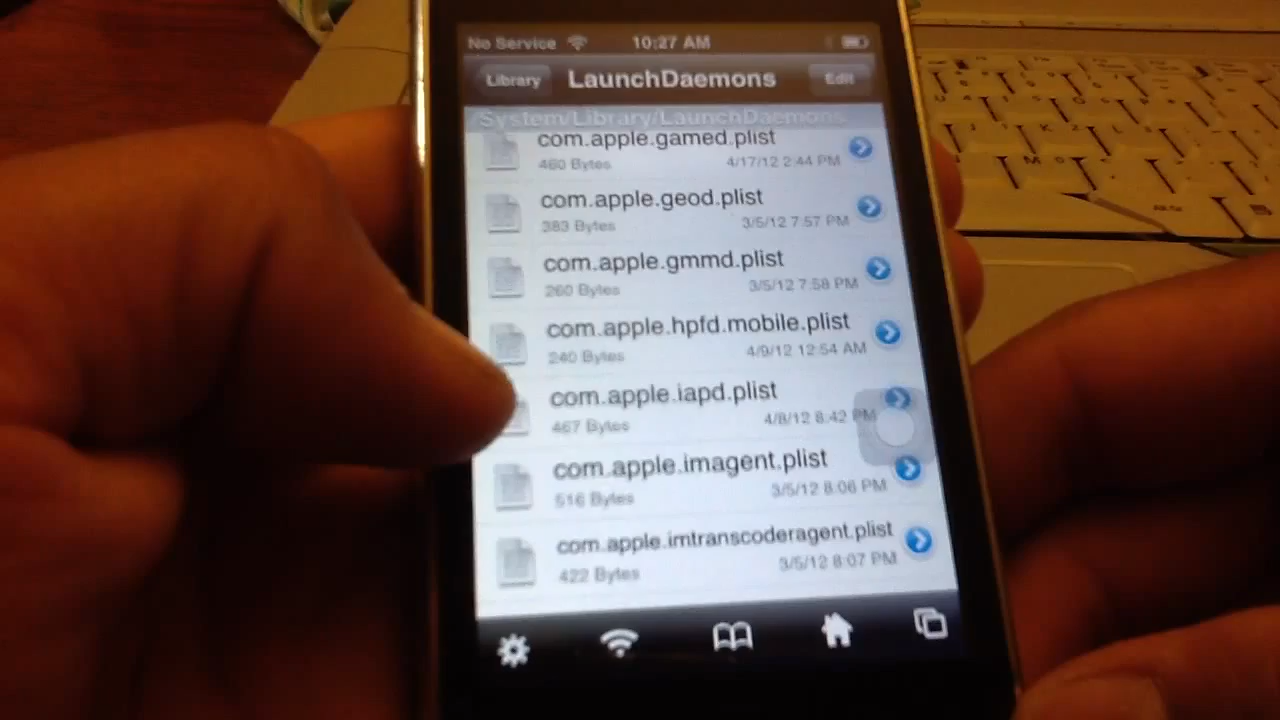 No Service 10:27 AM
Library LaunchDaemons Edit
System/Library/LaunchDaemons
com.apple.gamed.plist
460 Bytes 4/17/12 2:44 PM
com.apple.geod.plist
383 Bytes 3/5/12 7:57 PM
com.apple.gmmd.plist
260 Bytes 3/5/12 7:58 PM
com.apple.hpfd.mobile.plist
240 Bytes 4/9/12 12:54 AM
com.apple.iapd.plist
467 Bytes 4/8/12 8:42 PM
com.apple.imagent.plist
516 Bytes 3/5/12 8:06 PM
com.apple.imtranscoderagent.plist
422 Bytes 3/5/12 8:07 PM